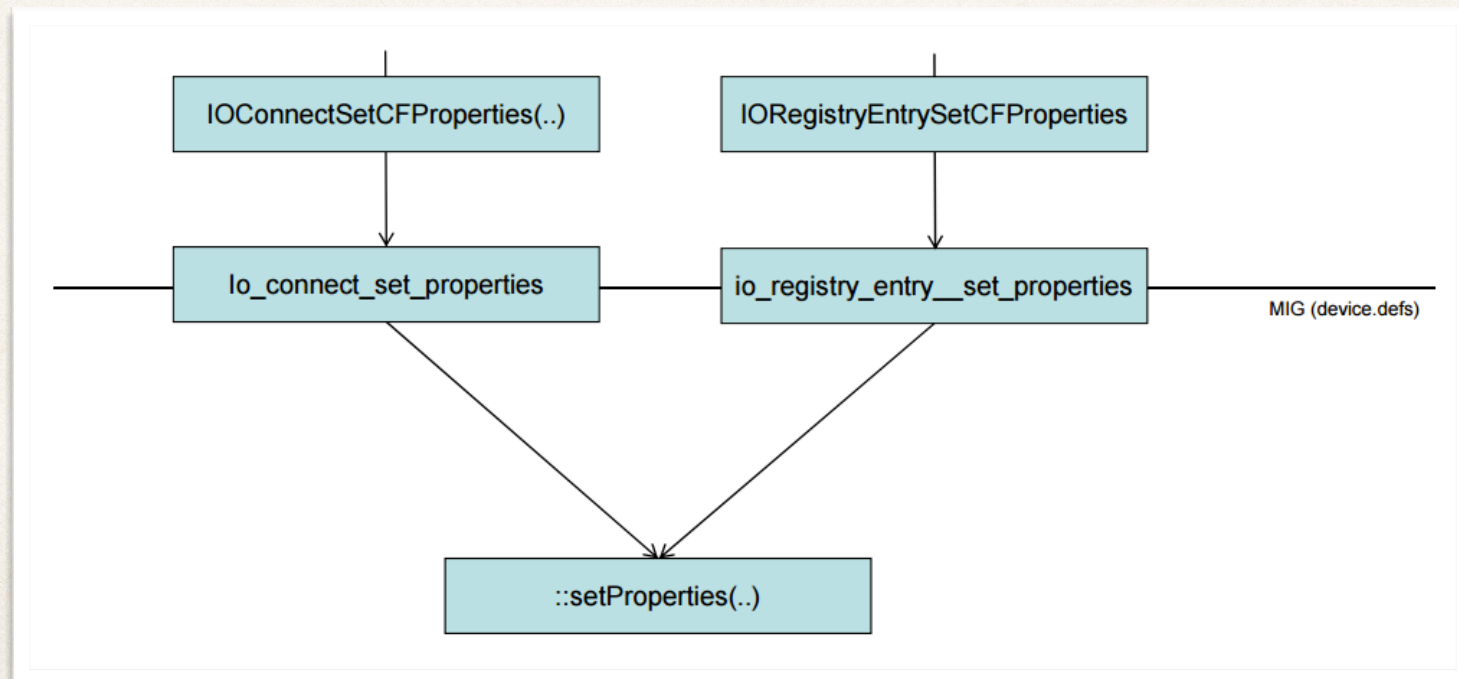 IOConnectSetCFProperties(..)
IORegistryEntrySetCFProperties
Io_connect_set_properties
io_registry_entry__set_properties
MIG (device.defs)
::setProperties(..)